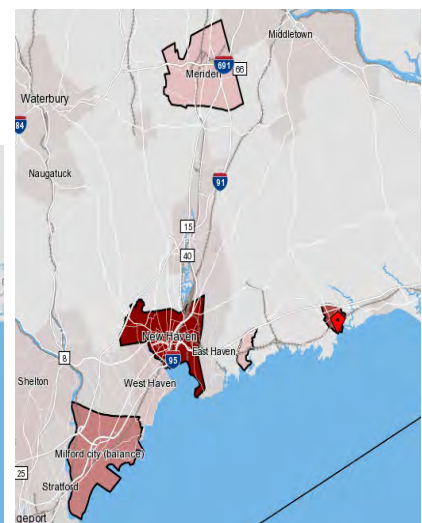 Middletown
691
66
Meriden
Waterbury
84
Naugatuck
91
15
40
New Haven
East Haven
95
8
West Haven
Shelton
Milford city (balance)
25
Stratford
geport